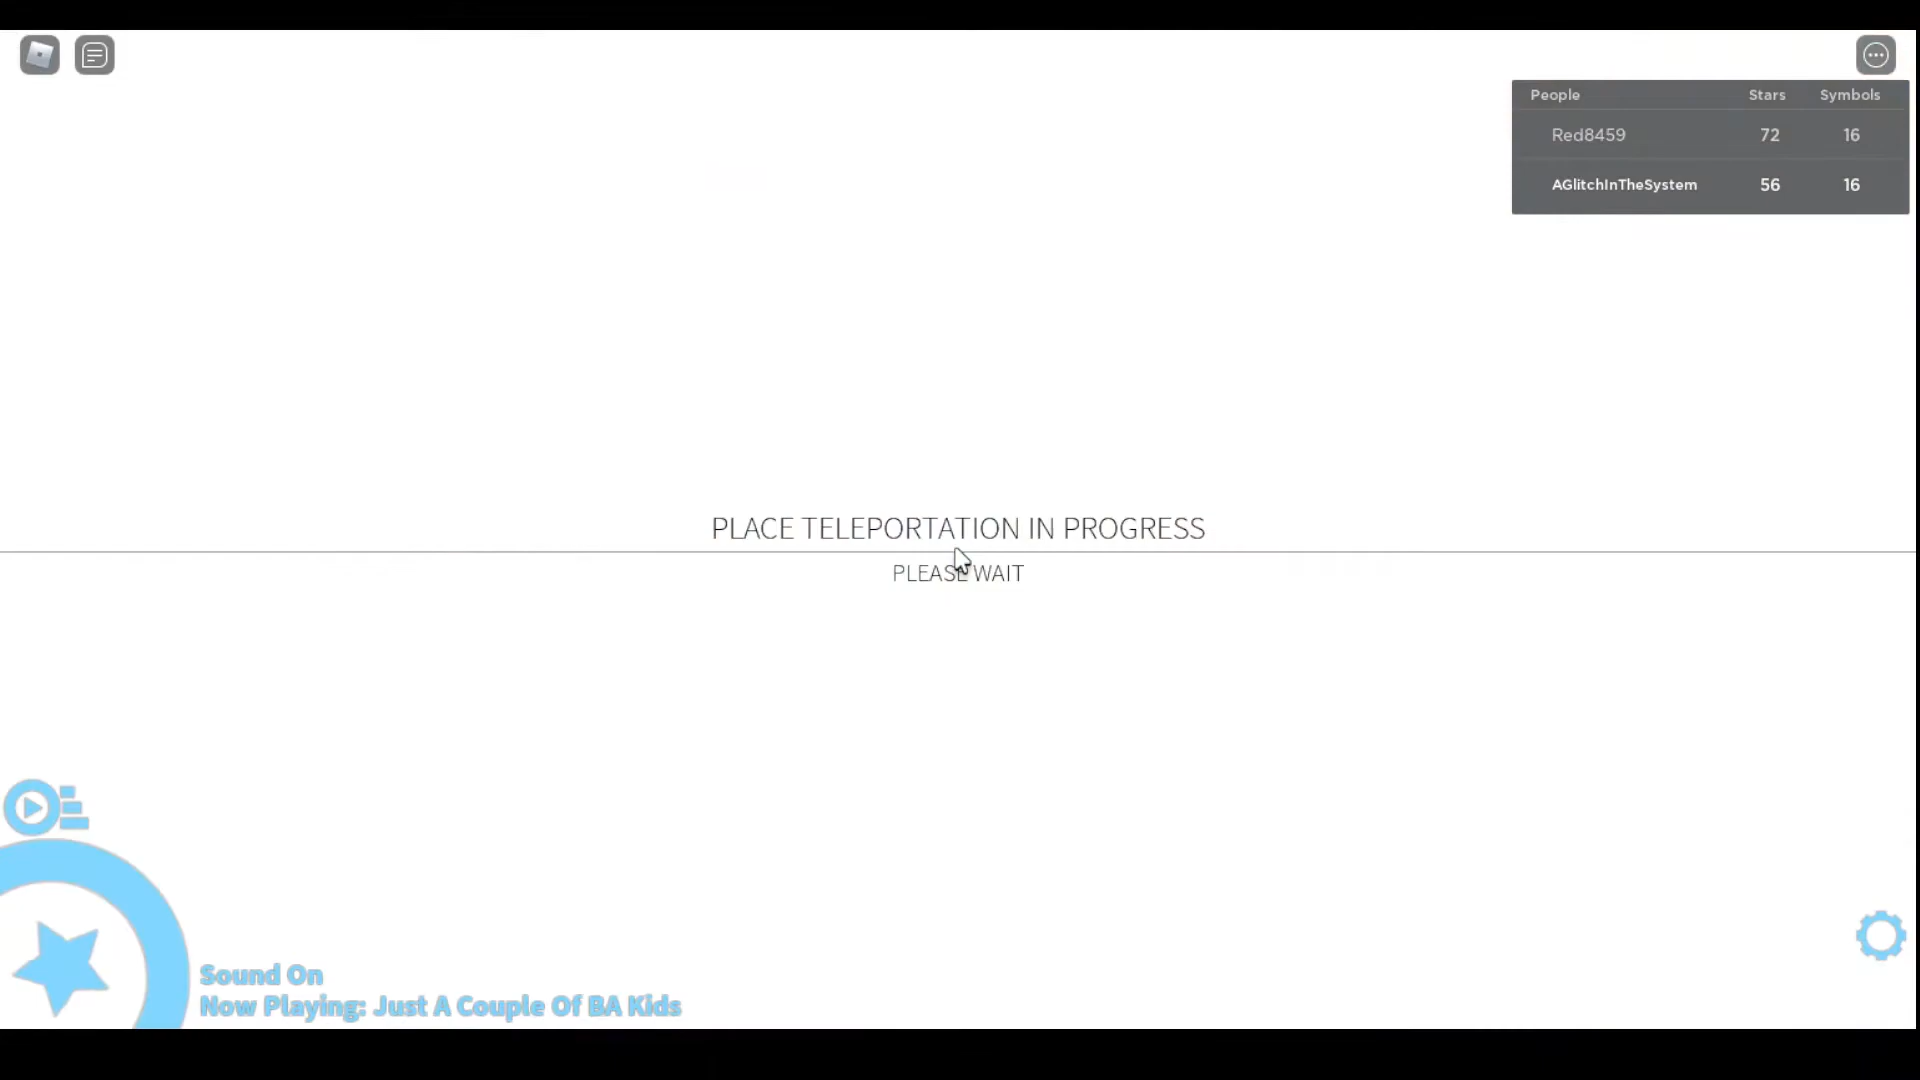 People Stars Symbols
Red8459 72 16
AGlitchInTheSystem 56 16
PLACE TELEPORTATION IN PROGRESS
PLEASE WAIT
Sound On
Now Playing: Just A Couple Of BA Kids